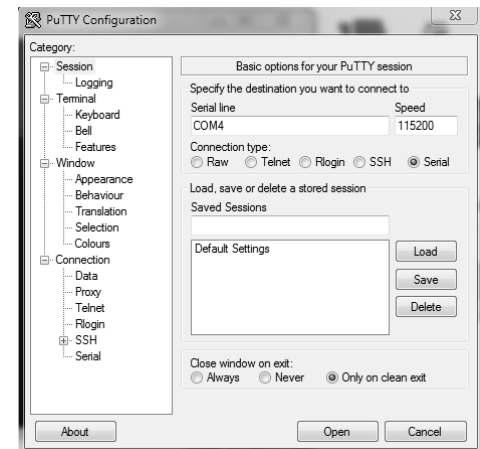 PuTTY Configuration
Category:
Session
Logging
Terminal
Keyboard
Bell
Features
Window
Appearance
Behaviour
Translation
Selection
Colours
Connection
Data
Proxy
Telnet
Rlogin
SSH
Serial
Basic options for your PuTTY session
Specify the destination you want to connect to
Serial line Speed
COM4 115200
Connection type:
Raw Telnet Rlogin SSH Serial
Load, save or delete a stored session
Saved Sessions
Default Settings
Load
Save
Delete
Close window on exit:
Always Never Only on clean exit
About Open Cancel